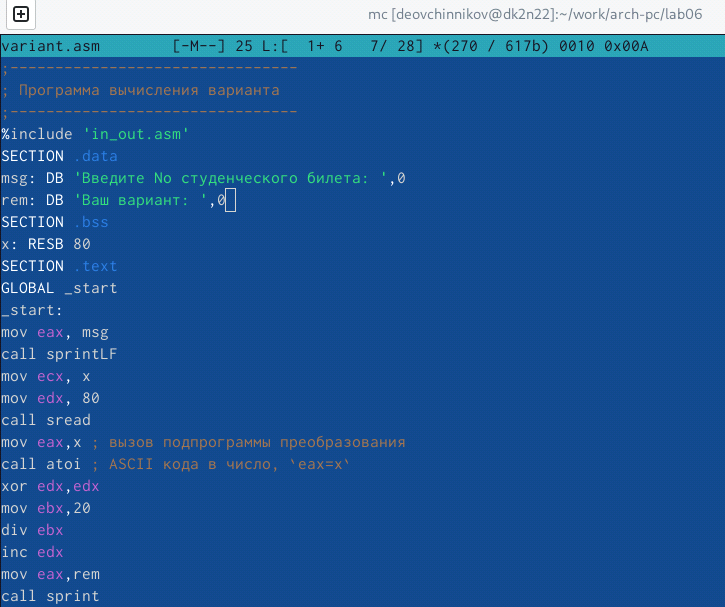 mc [deovchinnikov@dk2n22]:~/work/arch-pc/lab06
variant.asm [-M--] 25 L:[ 1+ 6 7/ 28] *(270 / 617b) 0010 0x00A
;--------------------------------
; Программа вычисления варианта
;--------------------------------
%include 'in_out.asm'
SECTION .data
msg: DB 'Введите No студенческого билета: ',0
rem: DB 'Ваш вариант: ',0
SECTION .bss
x: RESB 80
SECTION .text
GLOBAL _start
_start:
mov eax, msg
call sprintLF
mov ecx, x
mov edx, 80
call sread
mov eax,x ; вызов подпрограммы преобразования
call atoi ; ASCII кода в число, `eax=x`
xor edx,edx
mov ebx,20
div ebx
inc edx
mov eax,rem
call sprint